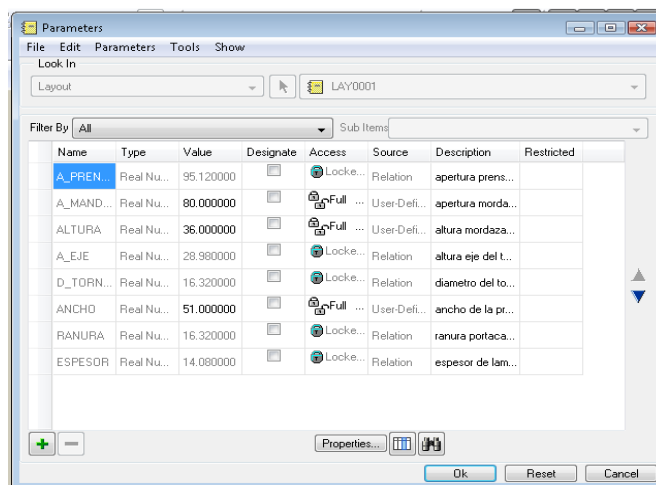 Parameters
File Edit Parameters Tools Show
Look In
Layout LAY0001
Filter By All Sub Items
Name Type Value Designate Access Source Description Restricted
A_PREN... Real Nu... 95.120000 Locke... Relation apertura prens...
A_MAND... Real Nu... 80.000000 Full ... User-Defi... apertura morda...
ALTURA Real Nu... 36.000000 Full ... User-Defi... altura mordaza...
A_EJE Real Nu... 28.980000 Locke... Relation altura eje del t...
D_TORN... Real Nu... 16.320000 Locke... Relation diametro del to...
ANCHO Real Nu... 51.000000 Full ... User-Defi... ancho de la pr...
RANURA Real Nu... 16.320000 Locke... Relation ranura portaca...
ESPESOR Real Nu... 14.080000 Locke... Relation espesor de lam...
Properties...
Ok Reset Cancel